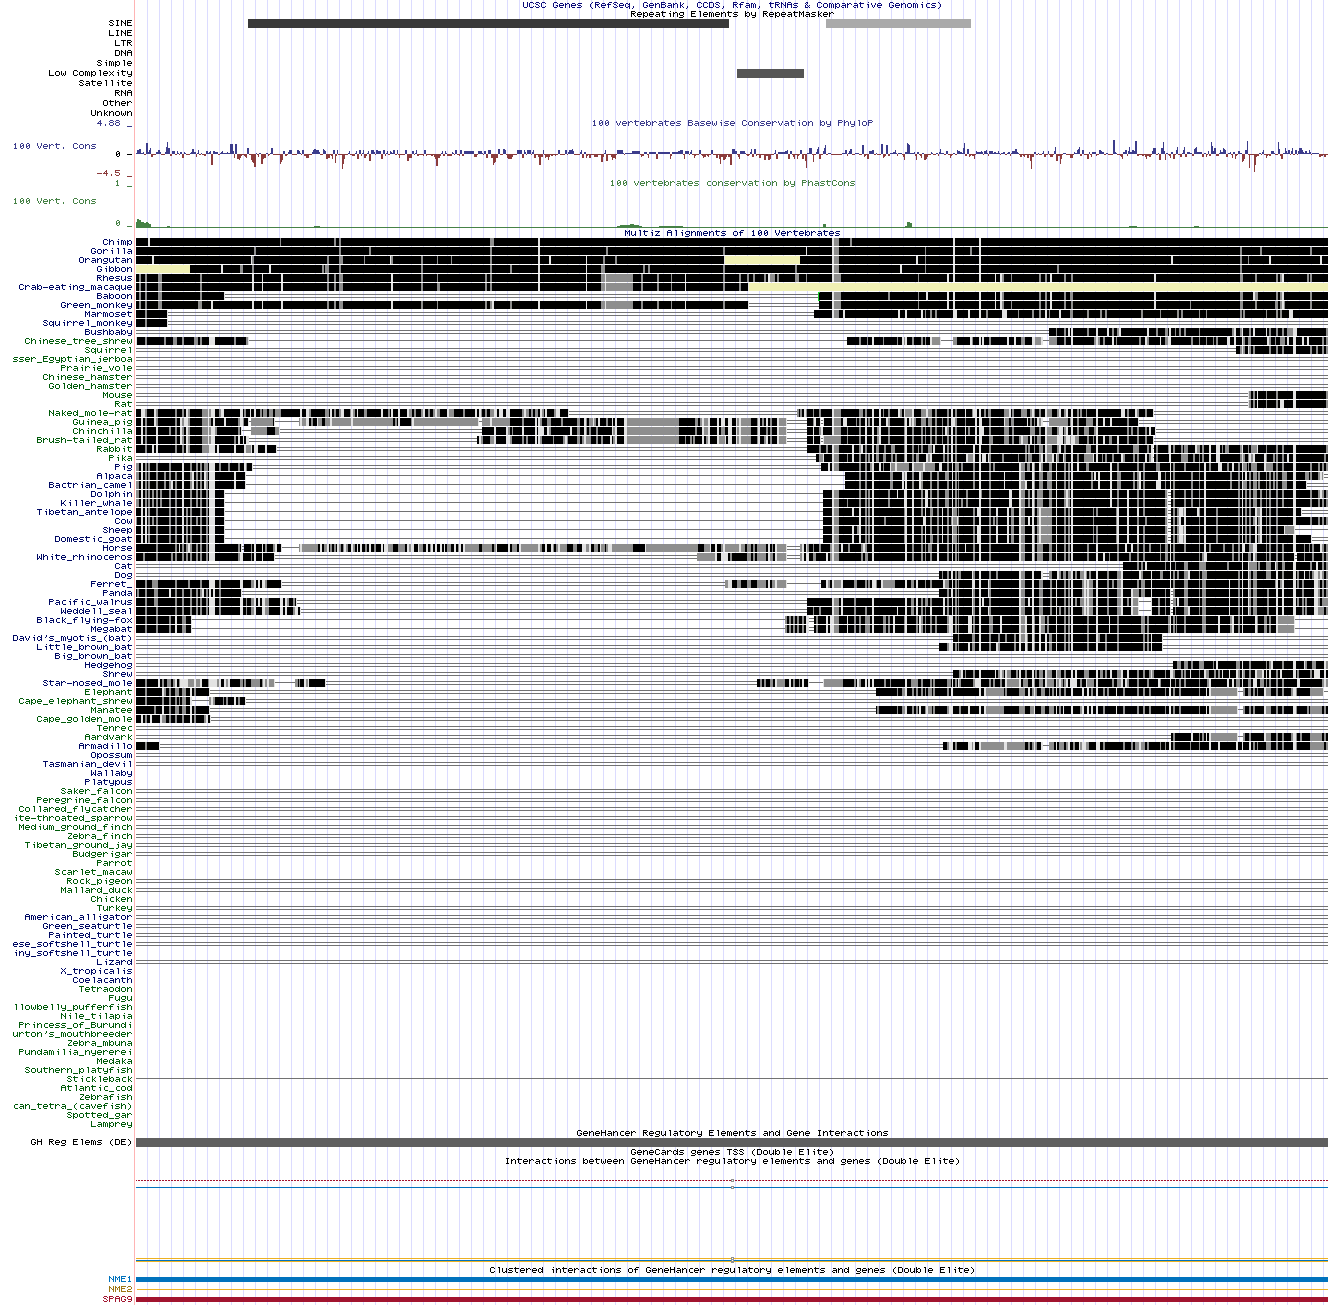 UCSC Genes (RefSeq, GenBank, CCDS, Rfam, tRNAs & Comparative Genomics)
Repeating Elements by RepeatMasker
SINE
LINE
LTR
DNA
Simple
Low Complexity
Satellite
RNA
Other
Unknown
4.88 _
100 vertebrates Basewise Conservation by PhyloP
100 Vert. Cons
0 _
-4.5 _
1 _
100 vertebrates conservation by PhastCons
100 Vert. Cons
0 _
Multiz Alignments of 100 Vertebrates
Chimp
Gorilla
Orangutan
Gibbon
Rhesus
Crab-eating_macaque
Baboon
Green_monkey
Marmoset
Squirrel_monkey
Bushbaby
Chinese_tree_shrew
Squirrel
sser_Egyptian_jerboa
Prairie_vole
Chinese_hamster
Golden_hamster
Mouse
Rat
Naked_mole-rat
Guinea_pig
Chinchilla
Brush-tailed_rat
Rabbit
Pika
Pig
Alpaca
Bactrian_camel
Dolphin
Killer_whale
Tibetan_antelope
Cow
Sheep
Domestic_goat
Horse
White_rhinoceros
Cat
Dog
Ferret_
Panda
Pacific_walrus
Weddell_seal
Black_flying-fox
Megabat
David's_myotis_(bat)
Little_brown_bat
Big_brown_bat
Hedgehog
Shrew
Star-nosed_mole
Elephant
Cape_elephant_shrew
Manatee
Cape_golden_mole
Tenrec
Aardvark
Armadillo
Opossum
Tasmanian_devil
Wallaby
Platypus
Saker_falcon
Peregrine_falcon
Collared_flycatcher
ite-throated_sparrow
Medium_ground_finch
Zebra_finch
Tibetan_ground_jay
Budgerigar
Parrot
Scarlet_macaw
Rock_pigeon
Mallard_duck
Chicken
Turkey
American_alligator
Green_seaturtle
Painted_turtle
ese_softshell_turtle
iny_softshell_turtle
Lizard
X_tropicalis
Coelacanth
Tetraodon
Fugu
llowbelly_pufferfish
Nile_tilapia
Princess_of_Burundi
urton's_mouthbreeder
Zebra_mbuna
Pundamilia_nyererei
Medaka
Southern_platyfish
Stickleback
Atlantic_cod
Zebrafish
can_tetra_(cavefish)
Spotted_gar
Lamprey
GeneHancer Regulatory Elements and Gene Interactions
GH Reg Elems (DE)
GeneCards genes TSS (Double Elite)
Interactions between GeneHancer regulatory elements and genes (Double Elite)
Clustered interactions of GeneHancer regulatory elements and genes (Double Elite)
NME1
NME2
SPAG9